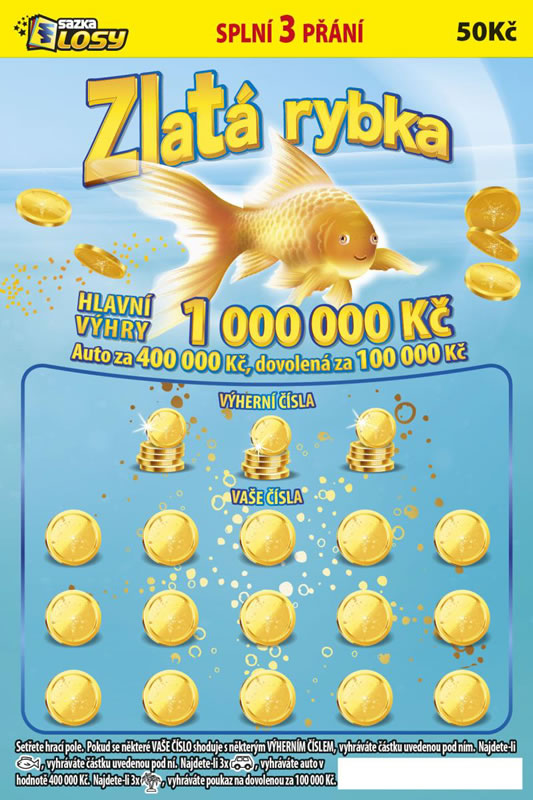 sazka
LOSY
SPLNÍ 3 PŘÁNÍ
50Kč
Zlatá rybka
HLAVNÍ
VÝHRY
1 000 000 Kč
Auto za 400 000 Kč, dovolená za 100 000 Kč
VÝHERNÍ ČÍSLA
VAŠE ČÍSLA
Setřete hrací pole. Pokud se některé VAŠE ČÍSLO shoduje s některým VÝHERNÍM ČÍSLEM, vyhráváte částku uvedenou pod ním. Najdete-li
, vyhráváte částku uvedenou pod ní. Najdete-li 3x , vyhráváte auto v
hodnotě 400 000 Kč. Najdete-li 3x , vyhráváte poukaz na dovolenou za 100 000 Kč.